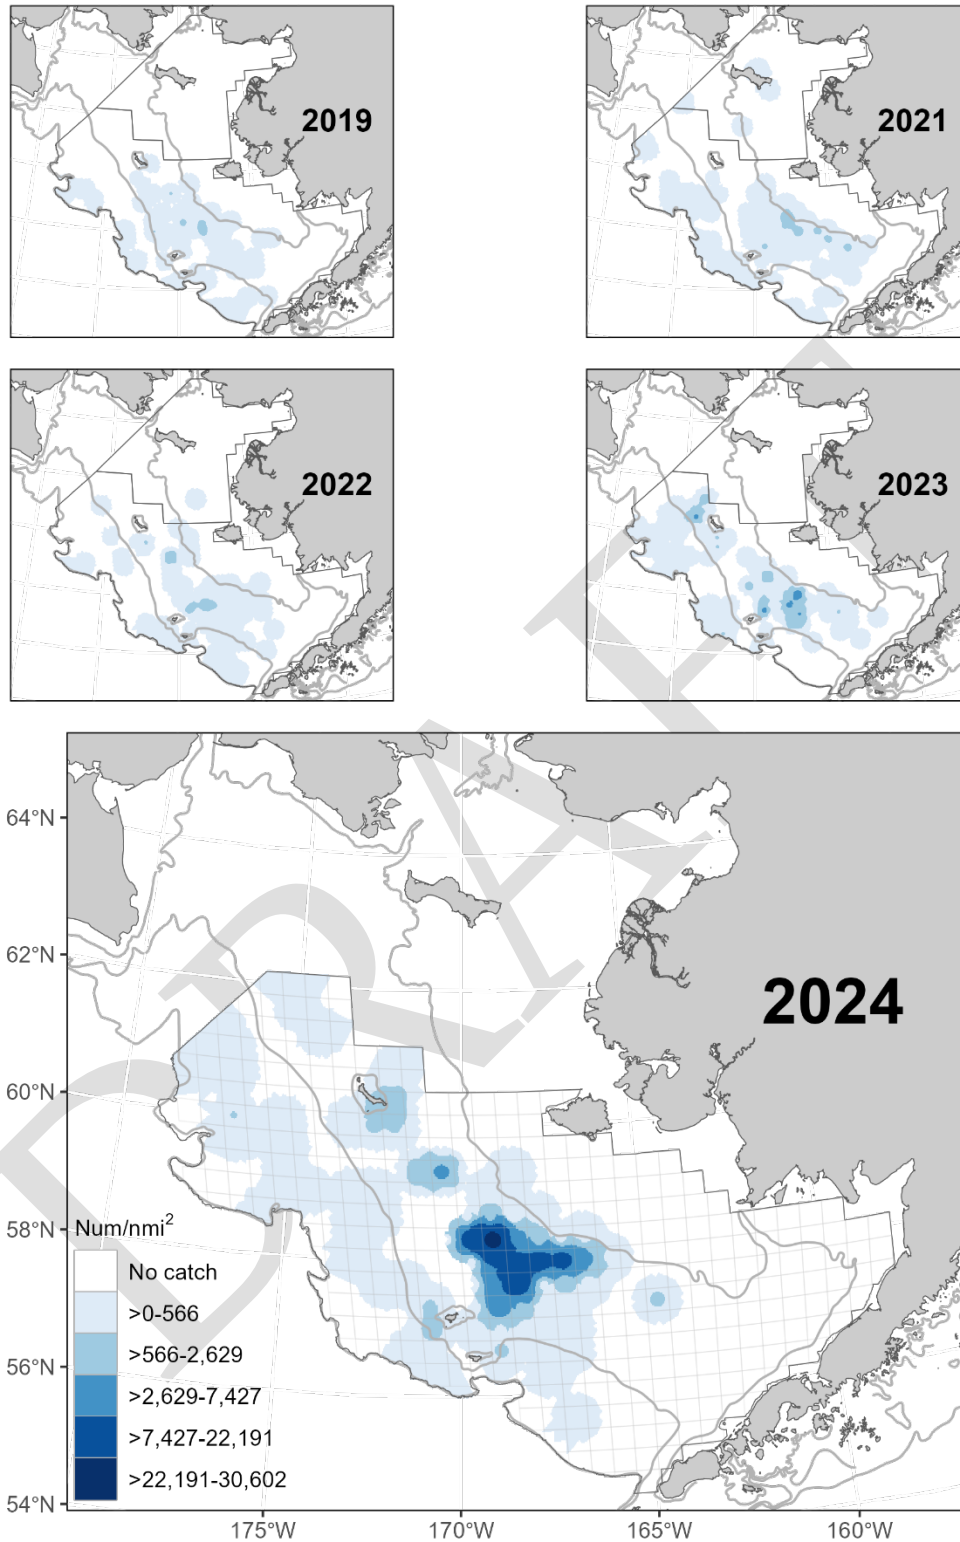 2019
2021
2022
2023
2024
64°N
62°N
60°N
58°N
56°N
54°N
Num/nmi²
No catch
>0-566
>566-2,629
>2,629-7,427
>7,427-22,191
>22,191-30,602
175°W
170°W
165°W
160°W
DRAFT